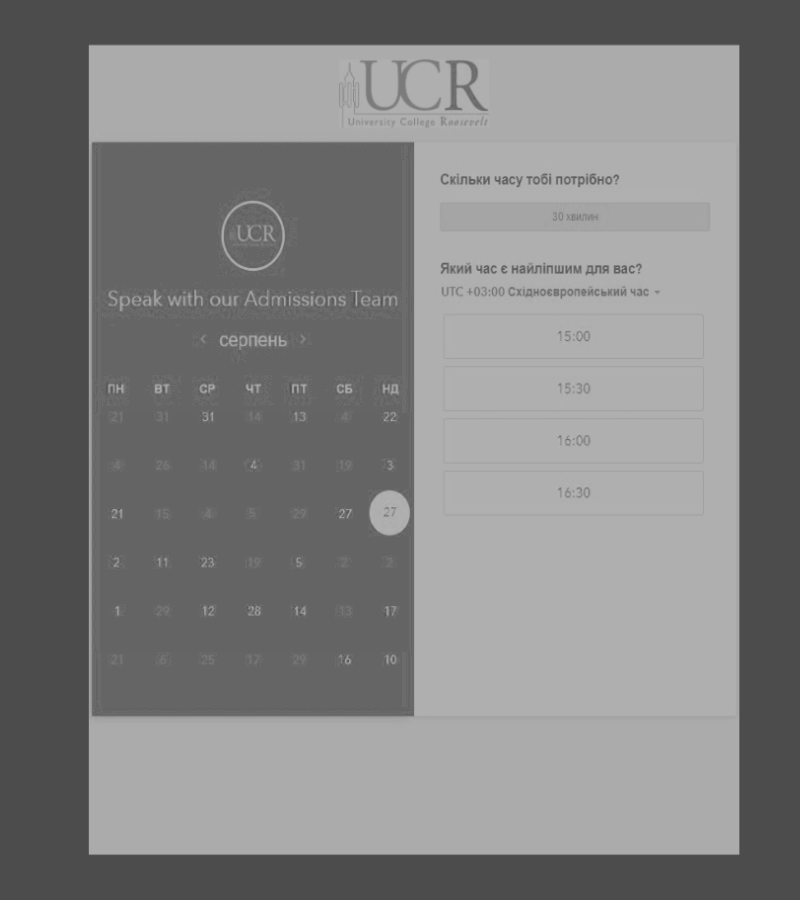 UCR
University College Roosevelt
UCR
Speak with our Admissions Team
‹ серпень ›
ПН ВТ СР ЧТ ПТ СБ НД
21 31 31 14 13 4 22
4 26 14 4 31 19 3
21 15 4 5 29 27 27
2 11 23 19 5 2 2
1 29 12 28 14 13 17
21 6 25 17 29 16 10
Скільки часу тобі потрібно?
30 хвилин
Який час є найліпшим для вас?
UTC +03:00 Східноєвропейський час
15:00
15:30
16:00
16:30